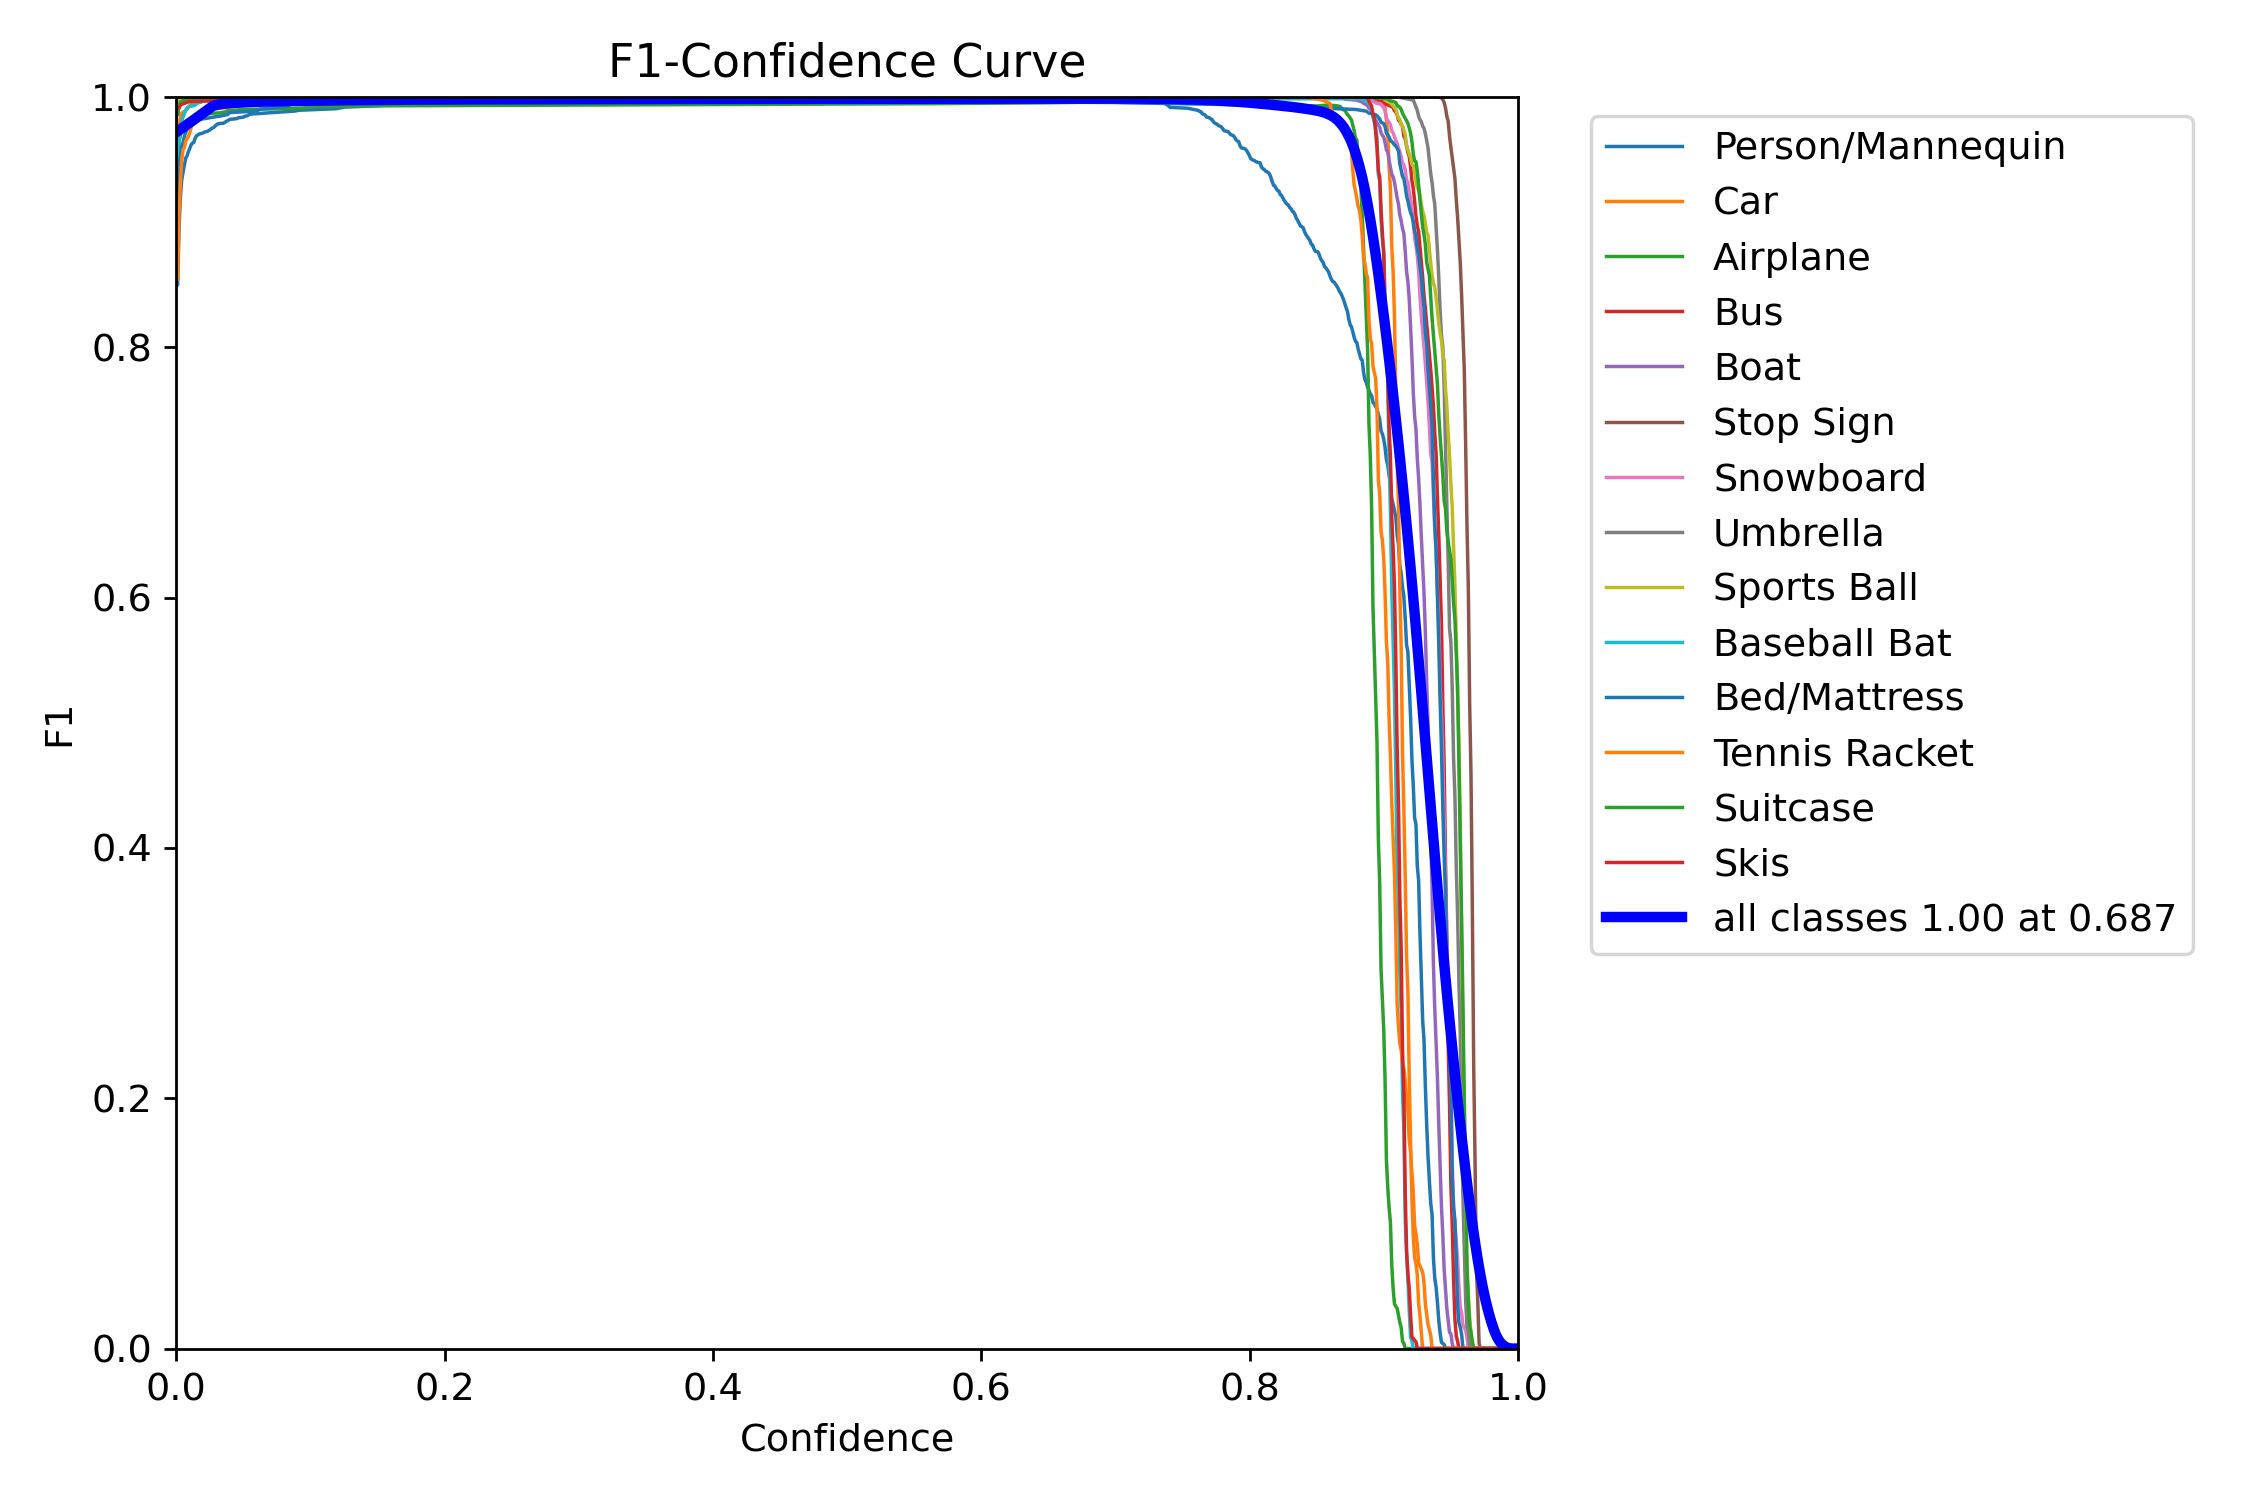 F1-Confidence Curve
1.0
0.8
0.6
0.4
0.2
0.0
F1
0.0 0.2 0.4 0.6 0.8 1.0
Confidence
Person/Mannequin
Car
Airplane
Bus
Boat
Stop Sign
Snowboard
Umbrella
Sports Ball
Baseball Bat
Bed/Mattress
Tennis Racket
Suitcase
Skis
all classes 1.00 at 0.687